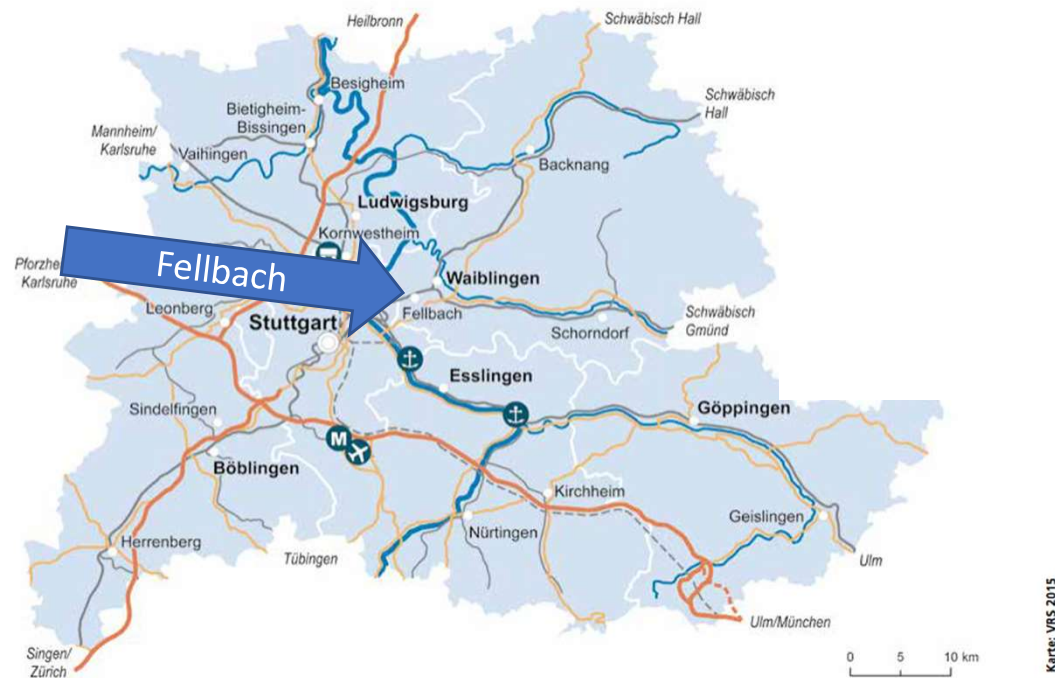 Heilbronn
Schwäbisch Hall
Besigheim
Schwäbisch
Hall
Bietigheim-
Bissingen
Mannheim/
Karlsruhe
Vaihingen
Backnang
Ludwigsburg
Kornwestheim
Fellbach
Pforzhe
Karlsruhe
Waiblingen
Leonberg
Fellbach
Schwäbisch
Gmünd
Stuttgart
Schorndorf
Esslingen
Sindelfingen
Göppingen
M
Böblingen
Kirchheim
Geislingen
Nürtingen
Herrenberg
Tübingen
Ulm
Ulm/München
Singen/
Zürich
0 5 10 km
Karte: VRS 2015